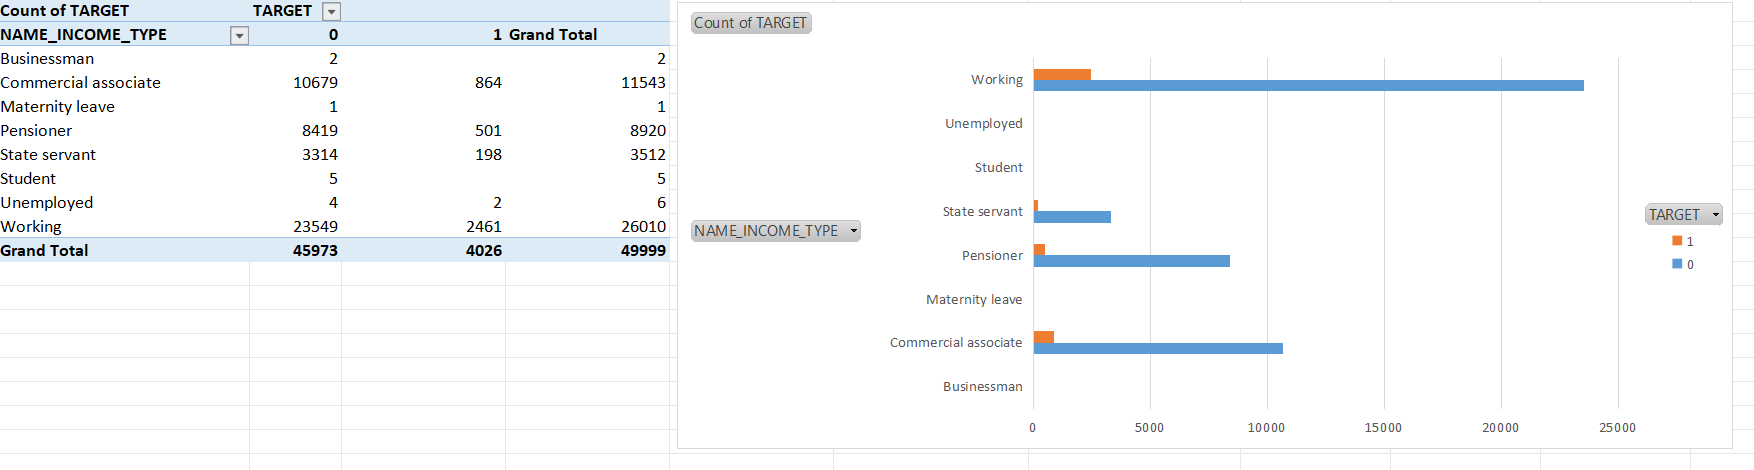 Count of TARGET TARGET
NAME_INCOME_TYPE 0 1 Grand Total
Businessman 2 2
Commercial associate 10679 864 11543
Maternity leave 1 1
Pensioner 8419 501 8920
State servant 3314 198 3512
Student 5 5
Unemployed 4 2 6
Working 23549 2461 26010
Grand Total 45973 4026 49999
Count of TARGET
NAME_INCOME_TYPE
Working
Unemployed
Student
State servant
Pensioner
Maternity leave
Commercial associate
Businessman
0 5000 10000 15000 20000 25000
TARGET
1
0